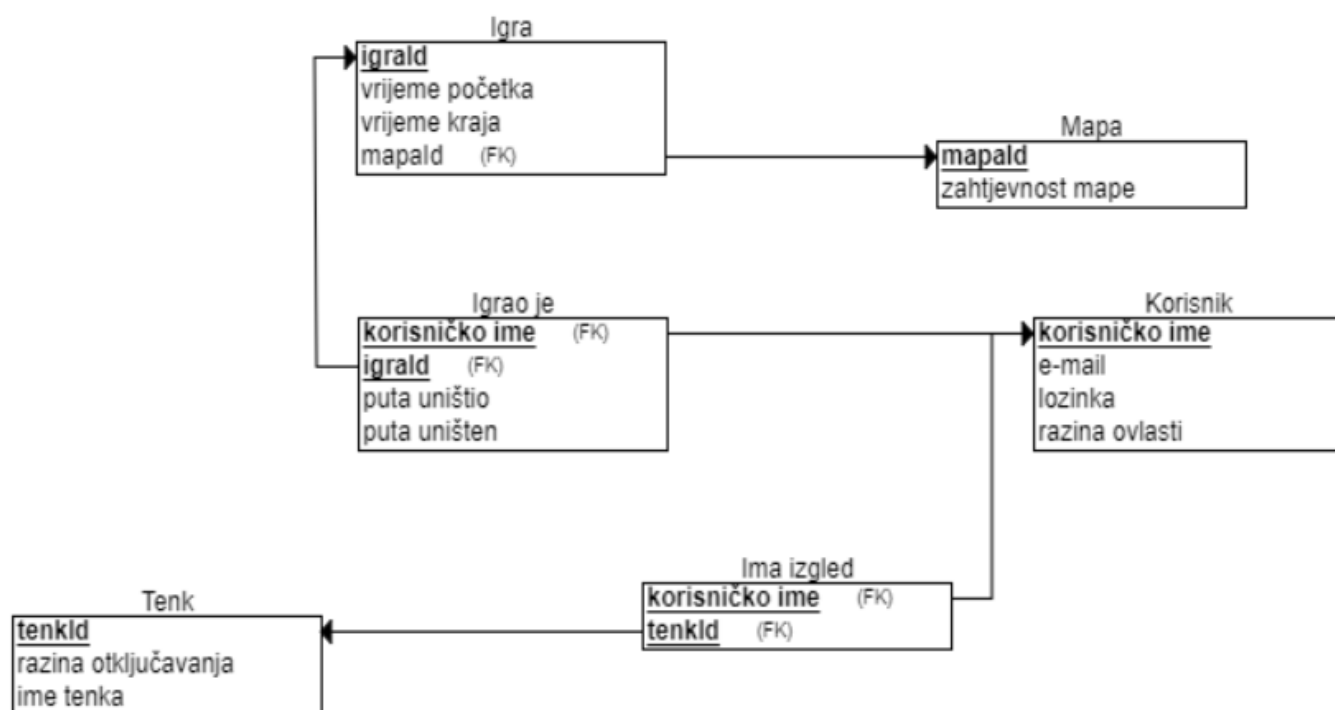 Igra
igraId
vrijeme početka
vrijeme kraja
mapaId (FK)
Mapa
mapaId
zahtjevnost mape
Igrao je
korisničko ime (FK)
igraId (FK)
puta uništio
puta uništen
Korisnik
korisničko ime
e-mail
lozinka
razina ovlasti
Ima izgled
korisničko ime (FK)
tenkId (FK)
Tenk
tenkId
razina otključavanja
ime tenka